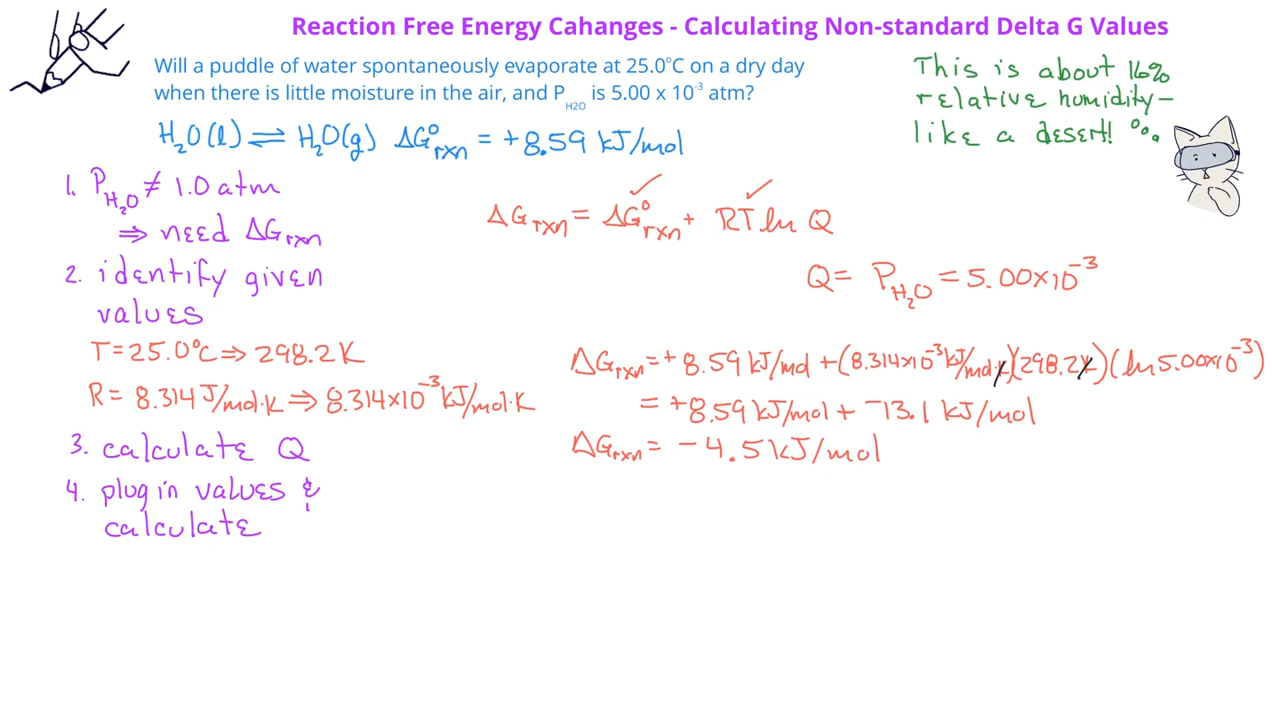 Reaction Free Energy Cahanges - Calculating Non-standard Delta G Values
Will a puddle of water spontaneously evaporate at 25.0°C on a dry day
when there is little moisture in the air, and P_H2O is 5.00 x 10⁻³ atm?
H₂O(l) ⇌ H₂O(g) ΔG°rxn = +8.59 kJ/mol
This is about 16%
relative humidity—
like a desert!
1. P_H₂O ≠ 1.0 atm
⇒ need ΔGrxn
2. identify given
values
T = 25.0°C ⇒ 298.2 K
R = 8.314 J/mol·K ⇒ 8.314×10⁻³ kJ/mol·K
3. calculate Q
4. plug in values &
calculate
ΔGrxn = ΔG°rxn + RT ln Q
Q = P_H₂O = 5.00×10⁻³
ΔGrxn = +8.59 kJ/mol + (8.314×10⁻³ kJ/mol·K)(298.2K)(ln 5.00×10⁻³)
= +8.59 kJ/mol + ⁻13.1 kJ/mol
ΔGrxn = -4.5 kJ/mol